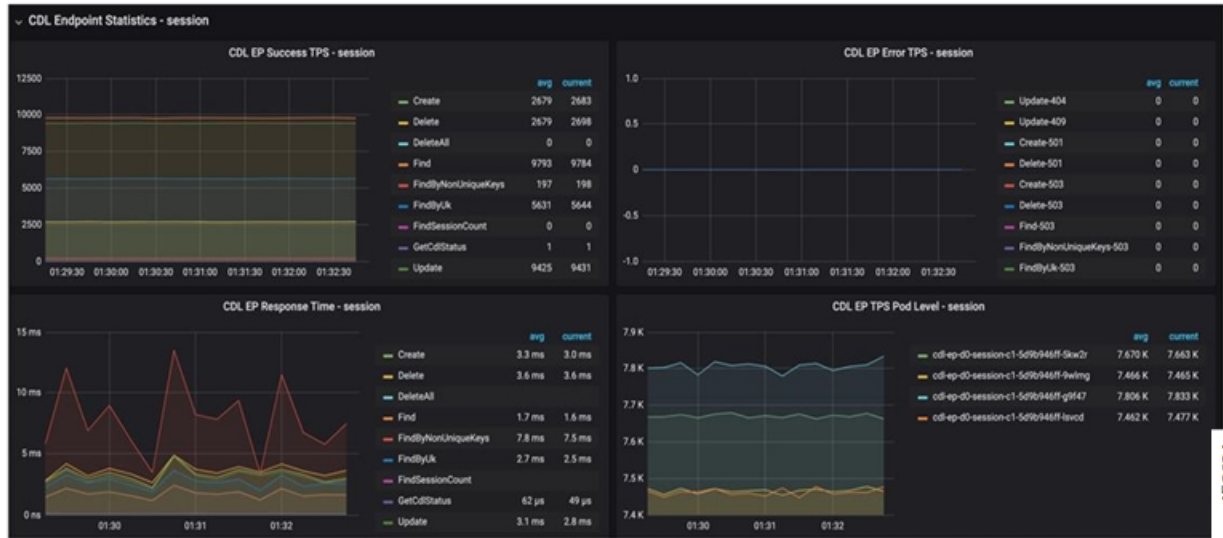 CDL Endpoint Statistics - session
CDL EP Success TPS - session
12500
10000
7500
5000
2500
0
01:29:30 01:30:00 01:30:30 01:31:00 01:31:30 01:32:00 01:32:30
avg current
Create 2679 2683
Delete 2679 2698
DeleteAll 0 0
Find 9793 9784
FindByNonUniqueKeys 197 198
FindByUk 5631 5644
FindSessionCount 0 0
GetCdlStatus 1 1
Update 9425 9431
CDL EP Error TPS - session
1.0
0.5
0
-0.5
-1.0
01:29:30 01:30:00 01:30:30 01:31:00 01:31:30 01:32:00 01:32:30
avg current
Update-404 0 0
Update-409 0 0
Create-501 0 0
Delete-501 0 0
Create-503 0 0
Delete-503 0 0
Find-503 0 0
FindByNonUniqueKeys-503 0 0
FindByUk-503 0 0
CDL EP Response Time - session
15 ms
10 ms
5 ms
0 ns
01:30 01:31 01:32
avg current
Create 3.3 ms 3.0 ms
Delete 3.6 ms 3.6 ms
DeleteAll
Find 1.7 ms 1.6 ms
FindByNonUniqueKeys 7.8 ms 7.5 ms
FindByUk 2.7 ms 2.5 ms
FindSessionCount
GetCdlStatus 62 µs 49 µs
Update 3.1 ms 2.8 ms
CDL EP TPS Pod Level - session
7.9 K
7.8 K
7.7 K
7.6 K
7.5 K
7.4 K
01:30 01:31 01:32
avg current
cdl-ep-d0-session-c1-5d9b946ff-5kw2r 7.670 K 7.663 K
cdl-ep-d0-session-c1-5d9b946ff-9wlmg 7.466 K 7.465 K
cdl-ep-d0-session-c1-5d9b946ff-g9f47 7.806 K 7.833 K
cdl-ep-d0-session-c1-5d9b946ff-lsvcd 7.462 K 7.477 K